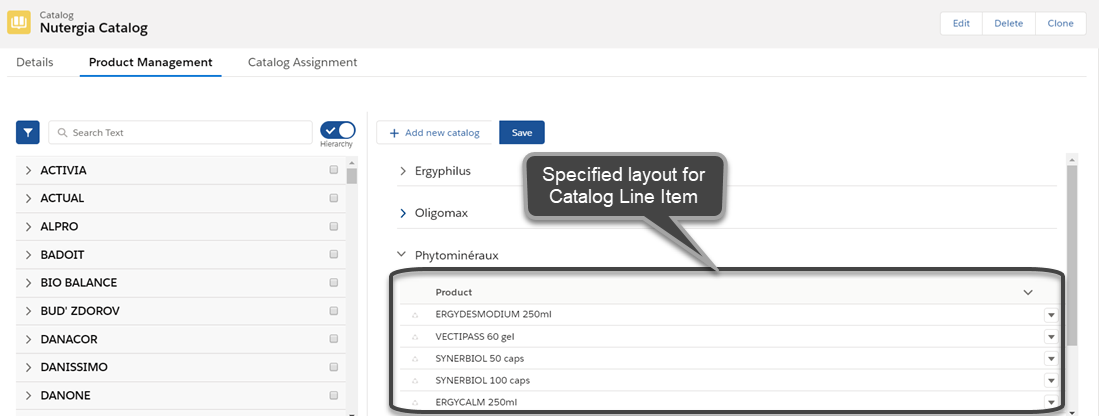 Catalog
Nutergia Catalog
Edit
Delete
Clone
Details
Product Management
Catalog Assignment
Search Text
Hierarchy
+ Add new catalog
Save
ACTIVIA
ACTUAL
ALPRO
BADOIT
BIO BALANCE
BUD' ZDOROV
DANACOR
DANISSIMO
DANONE
Ergyphilus
Oligomax
Phytominéraux
Specified layout for
Catalog Line Item
Product
ERGYDESMODIUM 250ml
VECTIPASS 60 gel
SYNERBIOL 50 caps
SYNERBIOL 100 caps
ERGYCALM 250ml